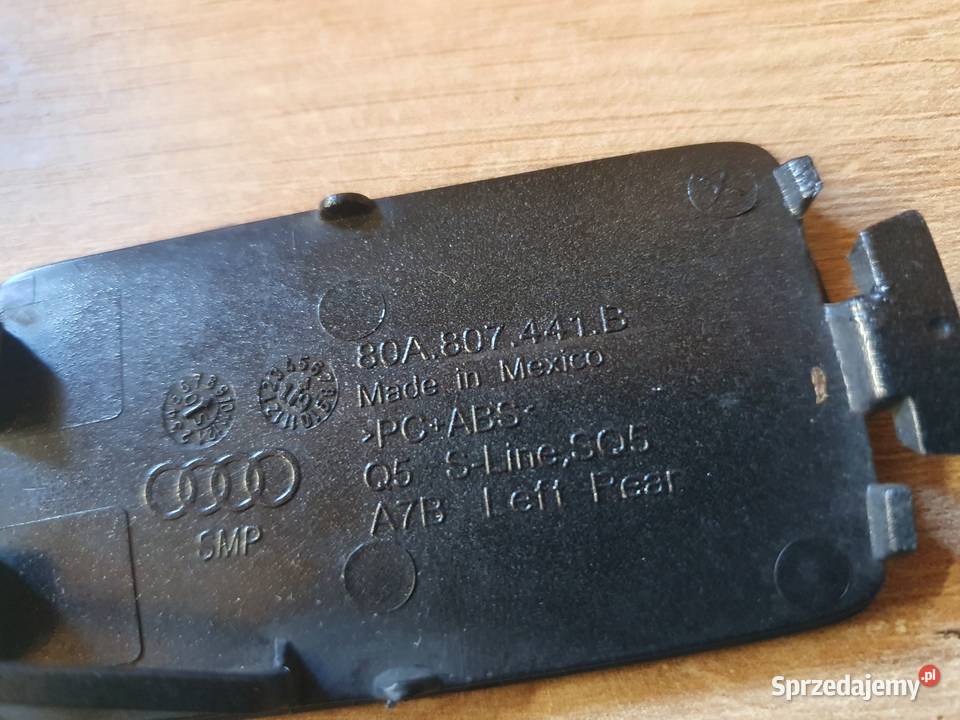 80A.807.441.B
Made in Mexico
>PC+ABS<
Q5 S-Line,SQ5
A7B Left Rear
SMP
Sprzedajemy.pl